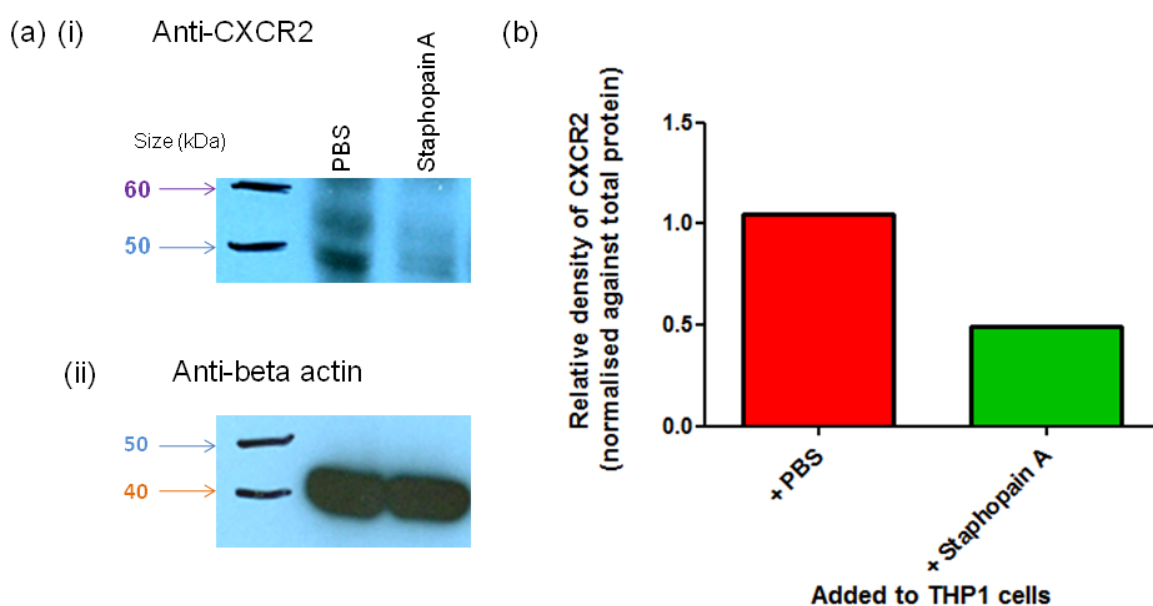 (a) (i) Anti-CXCR2
PBS
Staphopain A
Size (kDa)
60
50
(ii) Anti-beta actin
50
40
(b)
Relative density of CXCR2
(normalised against total protein)
1.5
1.0
0.5
0.0
+ PBS
+ Staphopain A
Added to THP1 cells